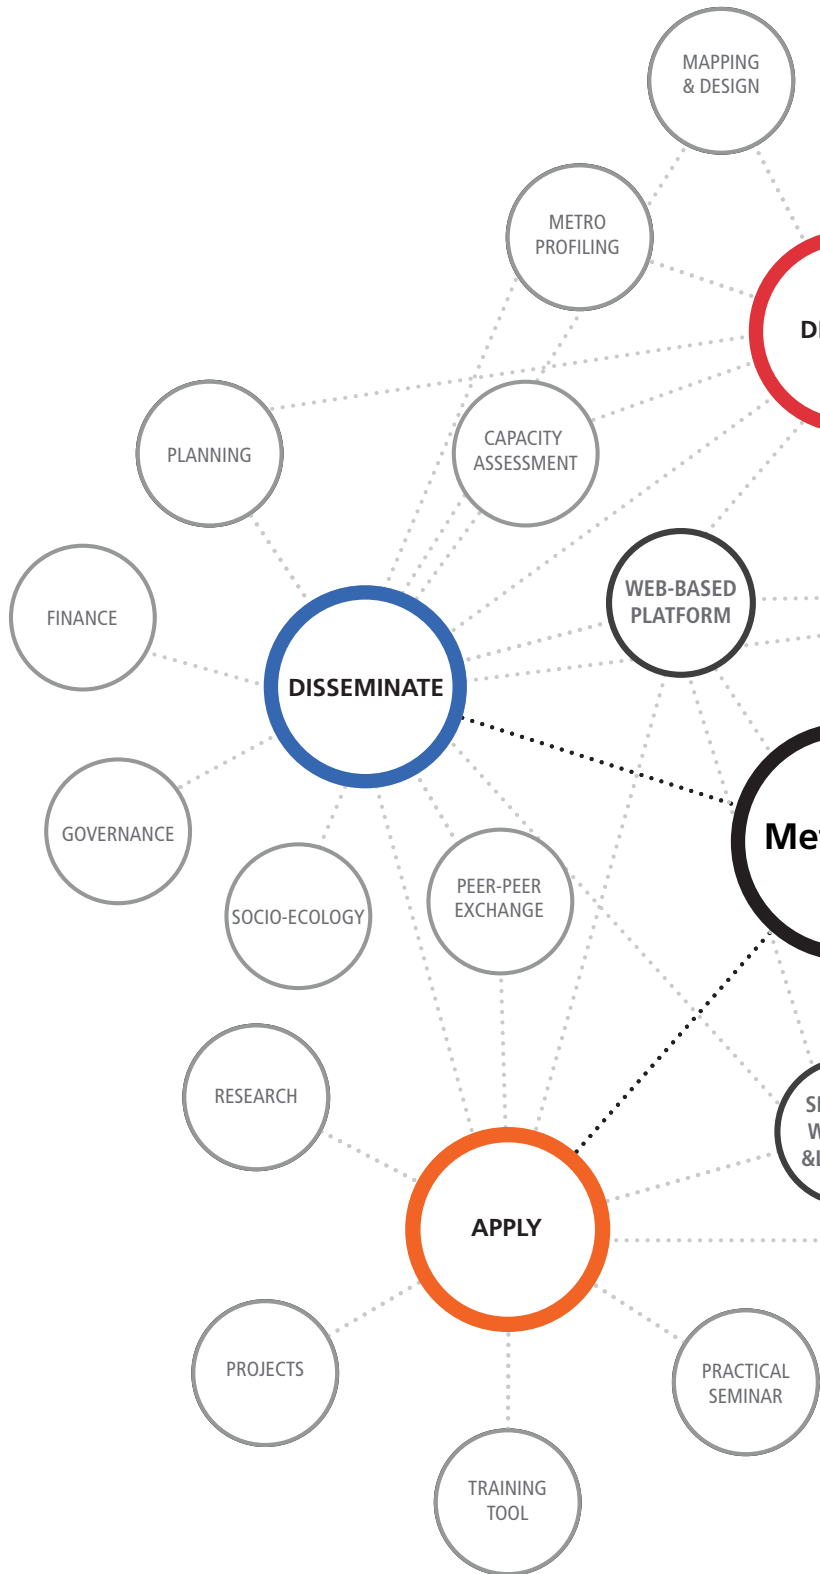 MAPPING
& DESIGN
METRO
PROFILING
PLANNING
CAPACITY
ASSESSMENT
FINANCE
WEB-BASED
PLATFORM
DISSEMINATE
GOVERNANCE
SOCIO-ECOLOGY
PEER-PEER
EXCHANGE
RESEARCH
APPLY
PROJECTS
PRACTICAL
SEMINAR
TRAINING
TOOL